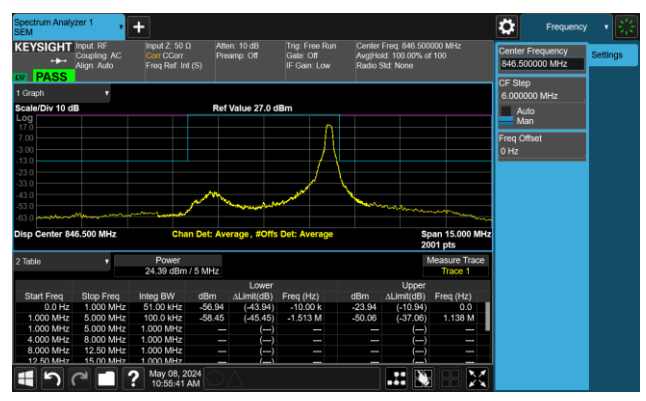 Spectrum Analyzer 1
SEM
Frequency
KEYSIGHT
Input: RF
Coupling: AC
Align: Auto
Input Z: 50 Ω
Corr CCorr
Freq Ref: Int (S)
Atten: 10 dB
Preamp: Off
Trig: Free Run
Gate: Off
IF Gain: Low
Center Freq: 846.500000 MHz
Avg|Hold: 100.00% of 100
Radio Std: None
LW PASS
Center Frequency
846.500000 MHz
Settings
CF Step
6.000000 MHz
Auto
Man
Freq Offset
0 Hz
1 Graph
Scale/Div 10 dB
Ref Value 27.0 dBm
Log
17.0
7.00
-3.00
-13.0
-23.0
-33.0
-43.0
-53.0
-63.0
Disp Center 846.500 MHz
Chan Det: Average, #Offs Det: Average
Span 15.000 MHz
2001 pts
2 Table
Power
24.39 dBm / 5 MHz
Measure Trace
Trace 1
Lower Upper
Start Freq Stop Freq Integ BW dBm ΔLimit(dB) Freq (Hz) dBm ΔLimit(dB) Freq (Hz)
0.0 Hz 1.000 MHz 51.00 kHz -56.94 (-43.94) -10.00 k -23.94 (-10.94) 0.0
1.000 MHz 5.000 MHz 100.0 kHz -58.45 (-45.45) -1.513 M -50.06 (-37.06) 1.138 M
1.000 MHz 5.000 MHz 1.000 MHz --- (---) --- --- (---) ---
4.000 MHz 8.000 MHz 1.000 MHz --- (---) --- --- (---) ---
8.000 MHz 12.50 MHz 1.000 MHz --- (---) --- --- (---) ---
12.50 MHz 15.00 MHz 1.000 MHz --- (---) --- --- (---) ---
May 08, 2024
10:55:41 AM